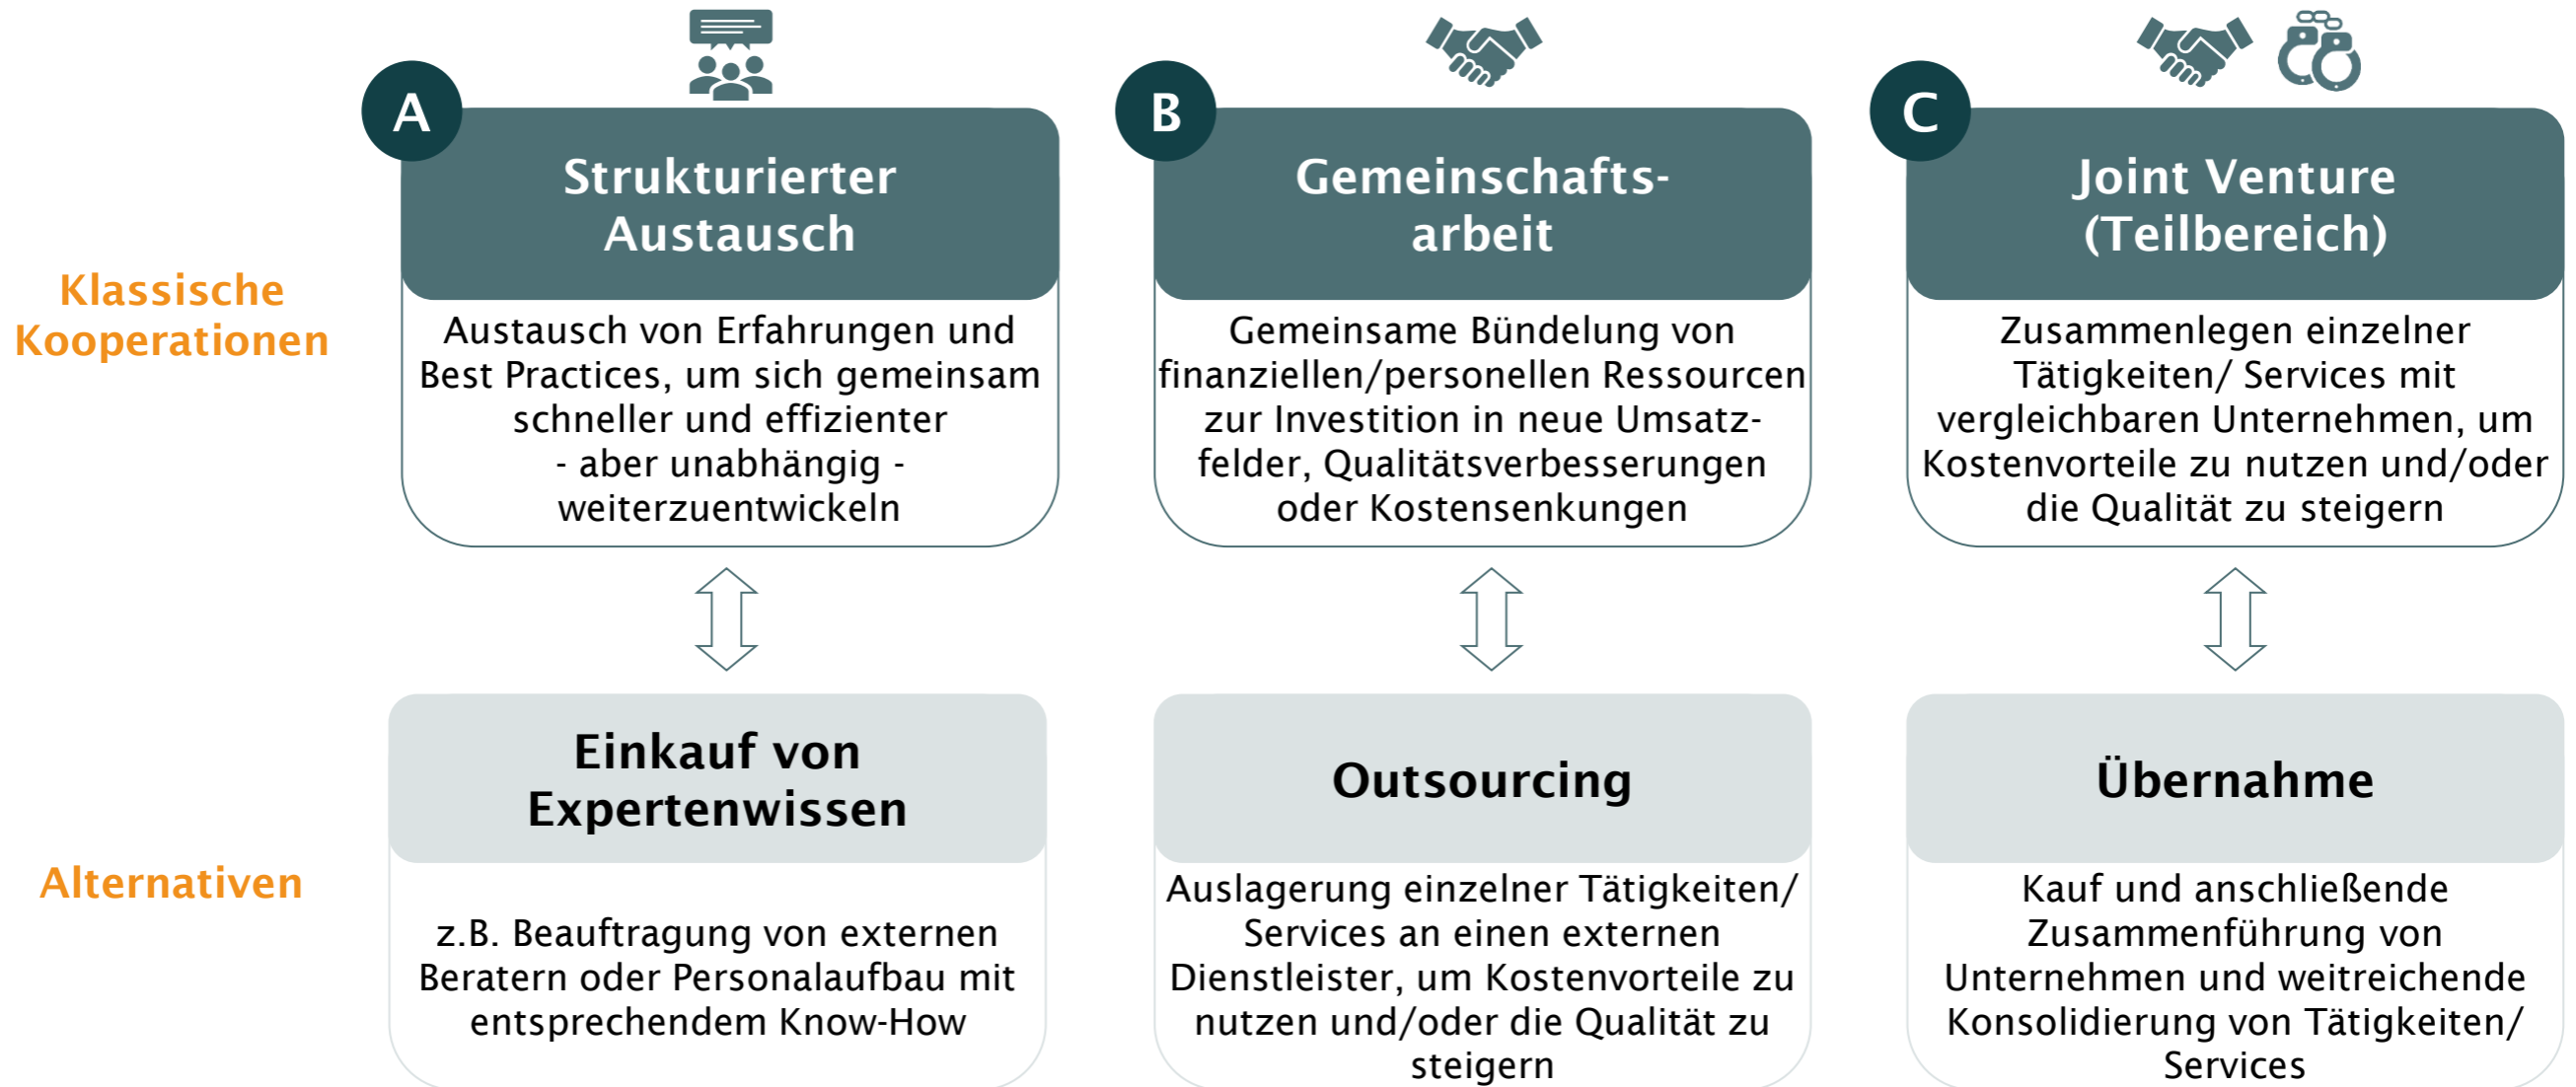 A
Strukturierter
Austausch
Austausch von Erfahrungen und
Best Practices, um sich gemeinsam
schneller und effizienter
- aber unabhängig -
weiterzuentwickeln
B
Gemeinschafts-
arbeit
Gemeinsame Bündelung von
finanziellen/personellen Ressourcen
zur Investition in neue Umsatz-
felder, Qualitätsverbesserungen
oder Kostensenkungen
C
Joint Venture
(Teilbereich)
Zusammenlegen einzelner
Tätigkeiten/ Services mit
vergleichbaren Unternehmen, um
Kostenvorteile zu nutzen und/oder
die Qualität zu steigern
Klassische
Kooperationen
Einkauf von
Expertenwissen
z.B. Beauftragung von externen
Beratern oder Personalaufbau mit
entsprechendem Know-How
Outsourcing
Auslagerung einzelner Tätigkeiten/
Services an einen externen
Dienstleister, um Kostenvorteile zu
nutzen und/oder die Qualität zu
steigern
Übernahme
Kauf und anschließende
Zusammenführung von
Unternehmen und weitreichende
Konsolidierung von Tätigkeiten/
Services
Alternativen